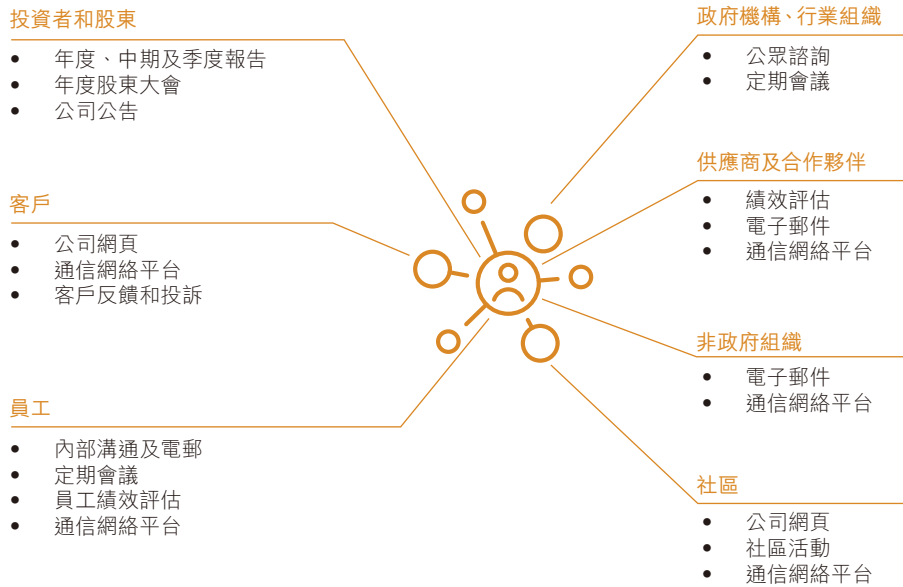 投資者和股東
• 年度、中期及季度報告
• 年度股東大會
• 公司公告
客戶
• 公司網頁
• 通信網絡平台
• 客戶反饋和投訴
員工
• 內部溝通及電郵
• 定期會議
• 員工績效評估
• 通信網絡平台
政府機構、行業組織
• 公眾諮詢
• 定期會議
供應商及合作夥伴
• 績效評估
• 電子郵件
• 通信網絡平台
非政府組織
• 電子郵件
• 通信網絡平台
社區
• 公司網頁
• 社區活動
• 通信網絡平台